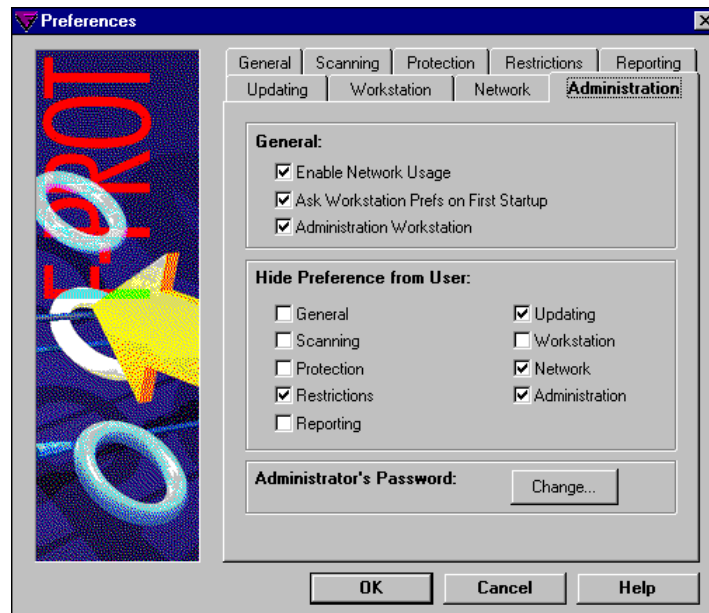 Preferences
F-PROT
General Scanning Protection Restrictions Reporting
Updating Workstation Network Administration
General:
Enable Network Usage
Ask Workstation Prefs on First Startup
Administration Workstation
Hide Preference from User:
General
Scanning
Protection
Restrictions
Reporting
Updating
Workstation
Network
Administration
Administrator's Password:
Change...
OK Cancel Help